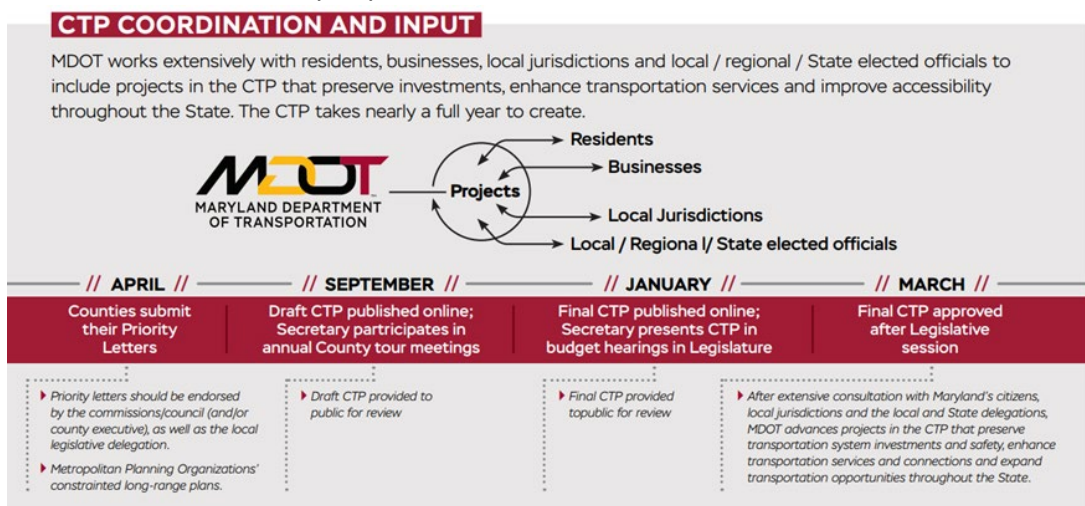 CTP COORDINATION AND INPUT
MDOT works extensively with residents, businesses, local jurisdictions and local / regional / State elected officials to
include projects in the CTP that preserve investments, enhance transportation services and improve accessibility
throughout the State. The CTP takes nearly a full year to create.
MDOT
MARYLAND DEPARTMENT
OF TRANSPORTATION
Projects
Residents
Businesses
Local Jurisdictions
Local / Regiona l/ State elected officials
// APRIL //
Counties submit
their Priority
Letters
Priority letters should be endorsed
by the commissions/council (and/or
county executive), as well as the local
legislative delegation.
Metropolitan Planning Organizations'
constrainted long-range plans.
// SEPTEMBER //
Draft CTP published online;
Secretary partricipates in
annual County tour meetings
Draft CTP provided to
public for review
// JANUARY //
Final CTP published online;
Secretary presents CTP in
budget hearings in Legislature
Final CTP provided
topublic for review
// MARCH //
Final CTP approved
after Legislative
session
After extensive consultation with Maryland's citizens,
local jurisdictions and the local and State delegations,
MDOT advances projects in the CTP that preserve
transportation system investments and safety, enhance
transportation services and connections and expand
transportation opportunities throughout the State.